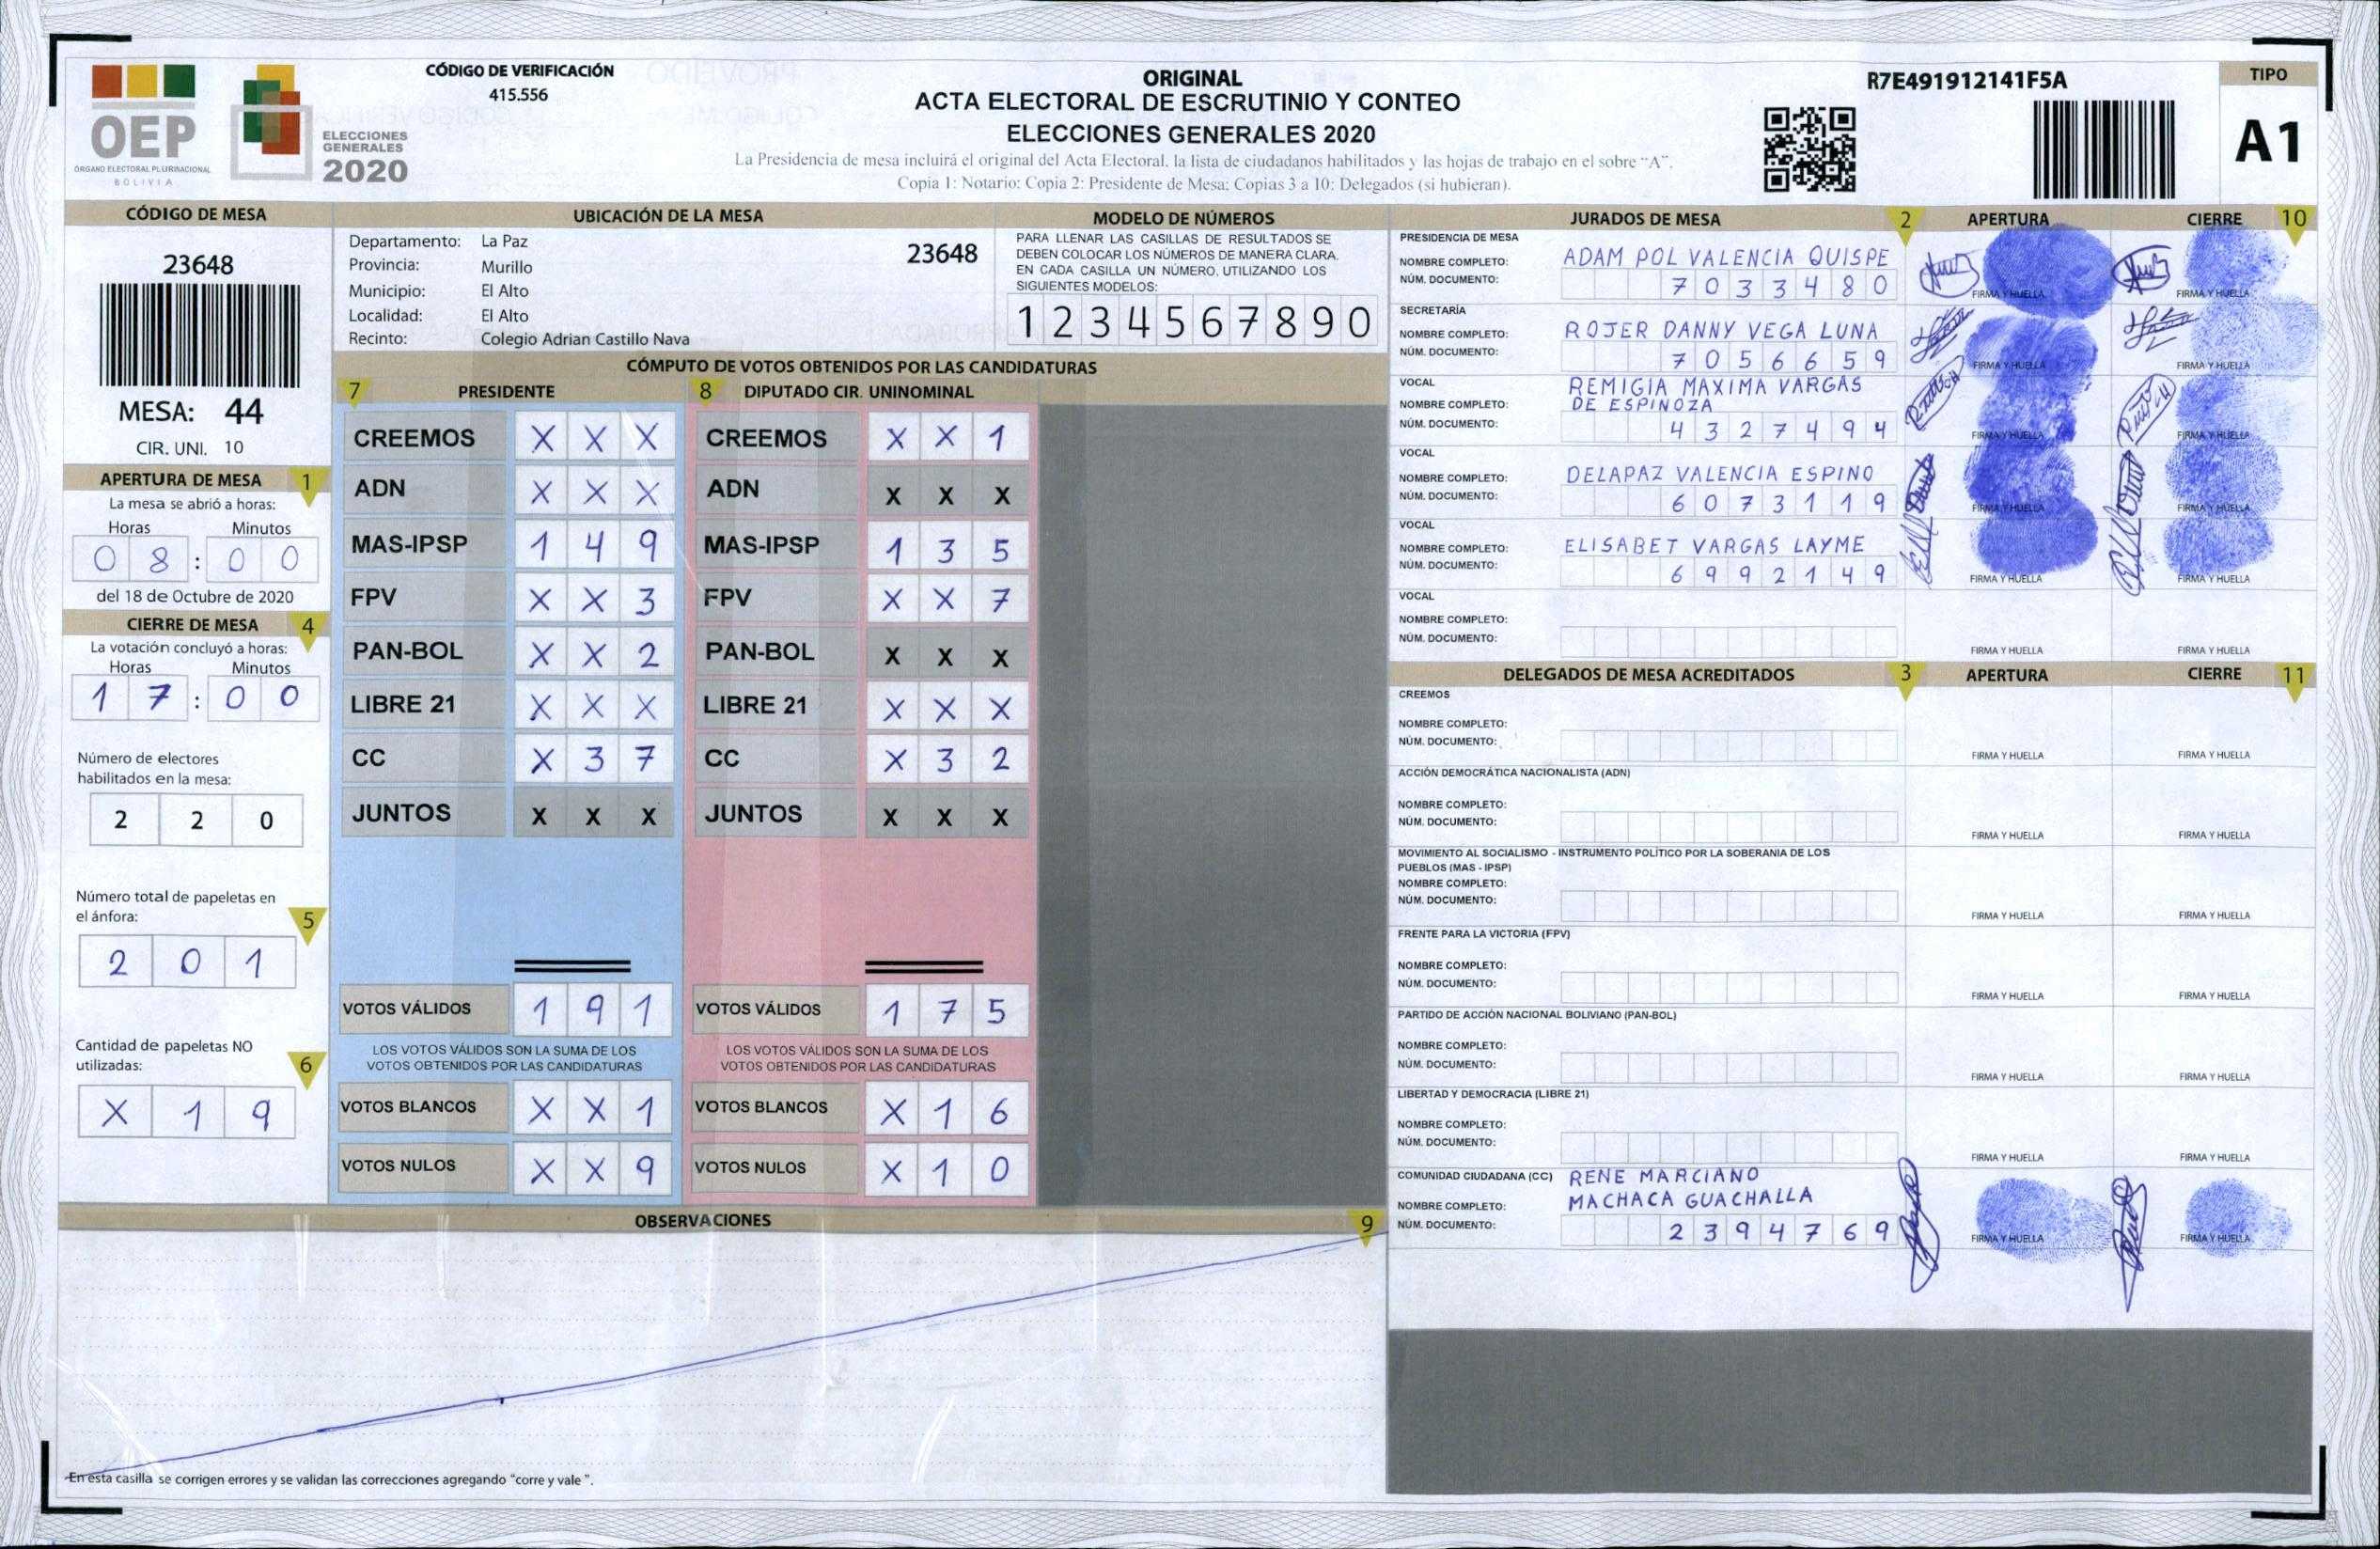 OEP
ÓRGANO ELECTORAL PLURINACIONAL
BOLIVIA
ELECCIONES
GENERALES
2020
CÓDIGO DE VERIFICACIÓN
415.556
ORIGINAL
ACTA ELECTORAL DE ESCRUTINIO Y CONTEO
ELECCIONES GENERALES 2020
La Presidencia de mesa incluirá el original del Acta Electoral, la lista de ciudadanos habilitados y las hojas de trabajo en el sobre "A".
Copia 1: Notario; Copia 2: Presidente de Mesa; Copias 3 a 10: Delegados (si hubieran).
R7E491912141F5A
TIPO
A1
CÓDIGO DE MESA
23648
MESA: 44
CIR. UNI. 10
APERTURA DE MESA 1
La mesa se abrió a horas:
Horas Minutos
0 8 : 0 0
del 18 de Octubre de 2020
CIERRE DE MESA 4
La votación concluyó a horas:
Horas Minutos
1 7 : 0 0
Número de electores
habilitados en la mesa:
2 2 0
Número total de papeletas en
el ánfora: 5
2 0 1
Cantidad de papeletas NO
utilizadas: 6
X 1 9
UBICACIÓN DE LA MESA
Departamento: La Paz 23648
Provincia: Murillo
Municipio: El Alto
Localidad: El Alto
Recinto: Colegio Adrian Castillo Nava
MODELO DE NÚMEROS
PARA LLENAR LAS CASILLAS DE RESULTADOS SE
DEBEN COLOCAR LOS NÚMEROS DE MANERA CLARA.
EN CADA CASILLA UN NÚMERO, UTILIZANDO LOS
SIGUIENTES MODELOS:
1 2 3 4 5 6 7 8 9 0
CÓMPUTO DE VOTOS OBTENIDOS POR LAS CANDIDATURAS
7 PRESIDENTE 8 DIPUTADO CIR. UNINOMINAL
CREEMOS X X X CREEMOS X X 1
ADN X X X ADN X X X
MAS-IPSP 1 4 9 MAS-IPSP 1 3 5
FPV X X 3 FPV X X 7
PAN-BOL X X 2 PAN-BOL X X X
LIBRE 21 X X X LIBRE 21 X X X
CC X 3 7 CC X 3 2
JUNTOS X X X JUNTOS X X X
VOTOS VÁLIDOS 1 9 1 VOTOS VÁLIDOS 1 7 5
LOS VOTOS VÁLIDOS SON LA SUMA DE LOS LOS VOTOS VÁLIDOS SON LA SUMA DE LOS
VOTOS OBTENIDOS POR LAS CANDIDATURAS VOTOS OBTENIDOS POR LAS CANDIDATURAS
VOTOS BLANCOS X X 1 VOTOS BLANCOS X 1 6
VOTOS NULOS X X 9 VOTOS NULOS X 1 0
OBSERVACIONES 9
En esta casilla se corrigen errores y se validan las correcciones agregando "corre y vale".
JURADOS DE MESA 2 APERTURA CIERRE 10
PRESIDENCIA DE MESA
NOMBRE COMPLETO: ADAM POL VALENCIA QUISPE
NÚM. DOCUMENTO: 7 0 3 3 4 8 0
FIRMA Y HUELLA FIRMA Y HUELLA
SECRETARÍA
NOMBRE COMPLETO: ROJER DANNY VEGA LUNA
NÚM. DOCUMENTO: 7 0 5 6 6 5 9
FIRMA Y HUELLA FIRMA Y HUELLA
VOCAL REMIGIA MAXIMA VARGAS
NOMBRE COMPLETO: DE ESPINOZA
NÚM. DOCUMENTO: 4 3 2 7 4 9 4
FIRMA Y HUELLA FIRMA Y HUELLA
VOCAL
NOMBRE COMPLETO: DELAPAZ VALENCIA ESPINO
NÚM. DOCUMENTO: 6 0 7 3 1 1 9
FIRMA Y HUELLA FIRMA Y HUELLA
VOCAL
NOMBRE COMPLETO: ELISABET VARGAS LAYME
NÚM. DOCUMENTO: 6 9 9 2 1 4 9
FIRMA Y HUELLA FIRMA Y HUELLA
VOCAL
NOMBRE COMPLETO:
NÚM. DOCUMENTO:
FIRMA Y HUELLA FIRMA Y HUELLA
DELEGADOS DE MESA ACREDITADOS 3 APERTURA CIERRE 11
CREEMOS
NOMBRE COMPLETO:
NÚM. DOCUMENTO:
FIRMA Y HUELLA FIRMA Y HUELLA
ACCIÓN DEMOCRÁTICA NACIONALISTA (ADN)
NOMBRE COMPLETO:
NÚM. DOCUMENTO:
FIRMA Y HUELLA FIRMA Y HUELLA
MOVIMIENTO AL SOCIALISMO - INSTRUMENTO POLÍTICO POR LA SOBERANIA DE LOS
PUEBLOS (MAS - IPSP)
NOMBRE COMPLETO:
NÚM. DOCUMENTO:
FIRMA Y HUELLA FIRMA Y HUELLA
FRENTE PARA LA VICTORIA (FPV)
NOMBRE COMPLETO:
NÚM. DOCUMENTO:
FIRMA Y HUELLA FIRMA Y HUELLA
PARTIDO DE ACCIÓN NACIONAL BOLIVIANO (PAN-BOL)
NOMBRE COMPLETO:
NÚM. DOCUMENTO:
FIRMA Y HUELLA FIRMA Y HUELLA
LIBERTAD Y DEMOCRACIA (LIBRE 21)
NOMBRE COMPLETO:
NÚM. DOCUMENTO:
FIRMA Y HUELLA FIRMA Y HUELLA
COMUNIDAD CIUDADANA (CC) RENE MARCIANO
NOMBRE COMPLETO: MACHACA GUACHALLA
NÚM. DOCUMENTO: 2 3 9 4 7 6 9
FIRMA Y HUELLA FIRMA Y HUELLA